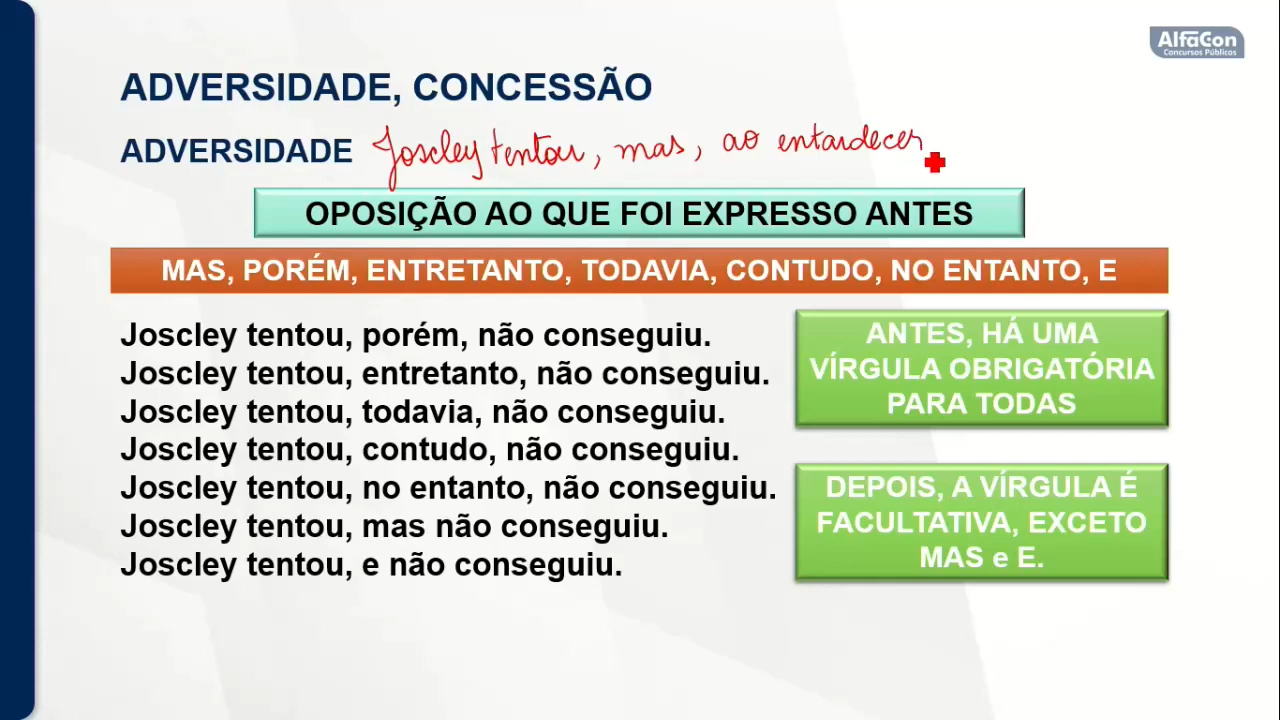 AlfaCon
Concursos Públicos
ADVERSIDADE, CONCESSÃO
ADVERSIDADE Joscley tentou, mas, ao entardecer
OPOSIÇÃO AO QUE FOI EXPRESSO ANTES
MAS, PORÉM, ENTRETANTO, TODAVIA, CONTUDO, NO ENTANTO, E
Joscley tentou, porém, não conseguiu.
Joscley tentou, entretanto, não conseguiu.
Joscley tentou, todavia, não conseguiu.
Joscley tentou, contudo, não conseguiu.
Joscley tentou, no entanto, não conseguiu.
Joscley tentou, mas não conseguiu.
Joscley tentou, e não conseguiu.
ANTES, HÁ UMA
VÍRGULA OBRIGATÓRIA
PARA TODAS
DEPOIS, A VÍRGULA É
FACULTATIVA, EXCETO
MAS e E.